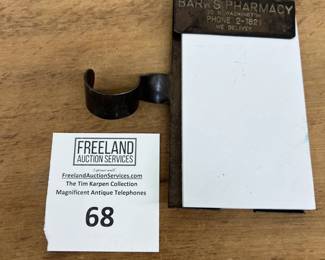 BARR'S PHARMACY
PHONE 2-1821
WE DELIVER
FREELAND
AUCTION SERVICES
FreelandAuctionServices.com
The Tim Karpen Collection
Magnificent Antique Telephones
68